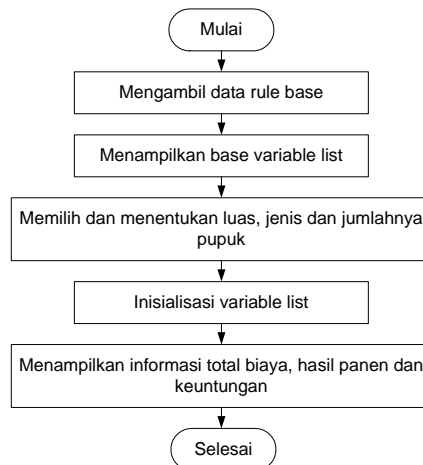 Mulai
Mengambil data rule base
Menampilkan base variable list
Memilih dan menentukan luas, jenis dan jumlahnya
pupuk
Inisialisasi variable list
Menampilkan informasi total biaya, hasil panen dan
keuntungan
Selesai